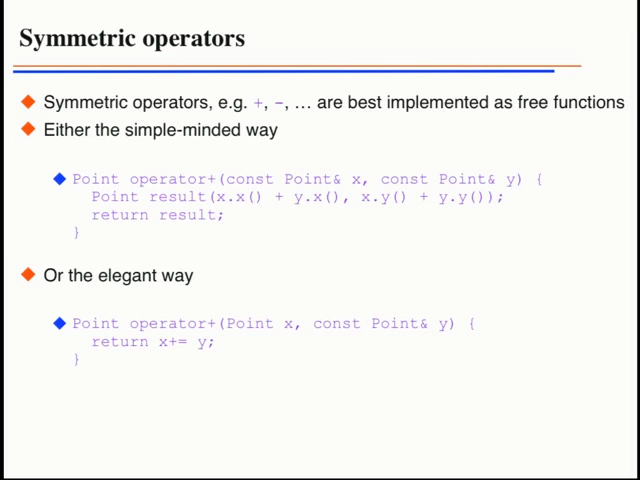 Symmetric operators
Symmetric operators, e.g. +, -, … are best implemented as free functions
Either the simple-minded way
Point operator+(const Point& x, const Point& y) {
Point result(x.x() + y.x(), x.y() + y.y());
return result;
}
Or the elegant way
Point operator+(Point x, const Point& y) {
return x+= y;
}